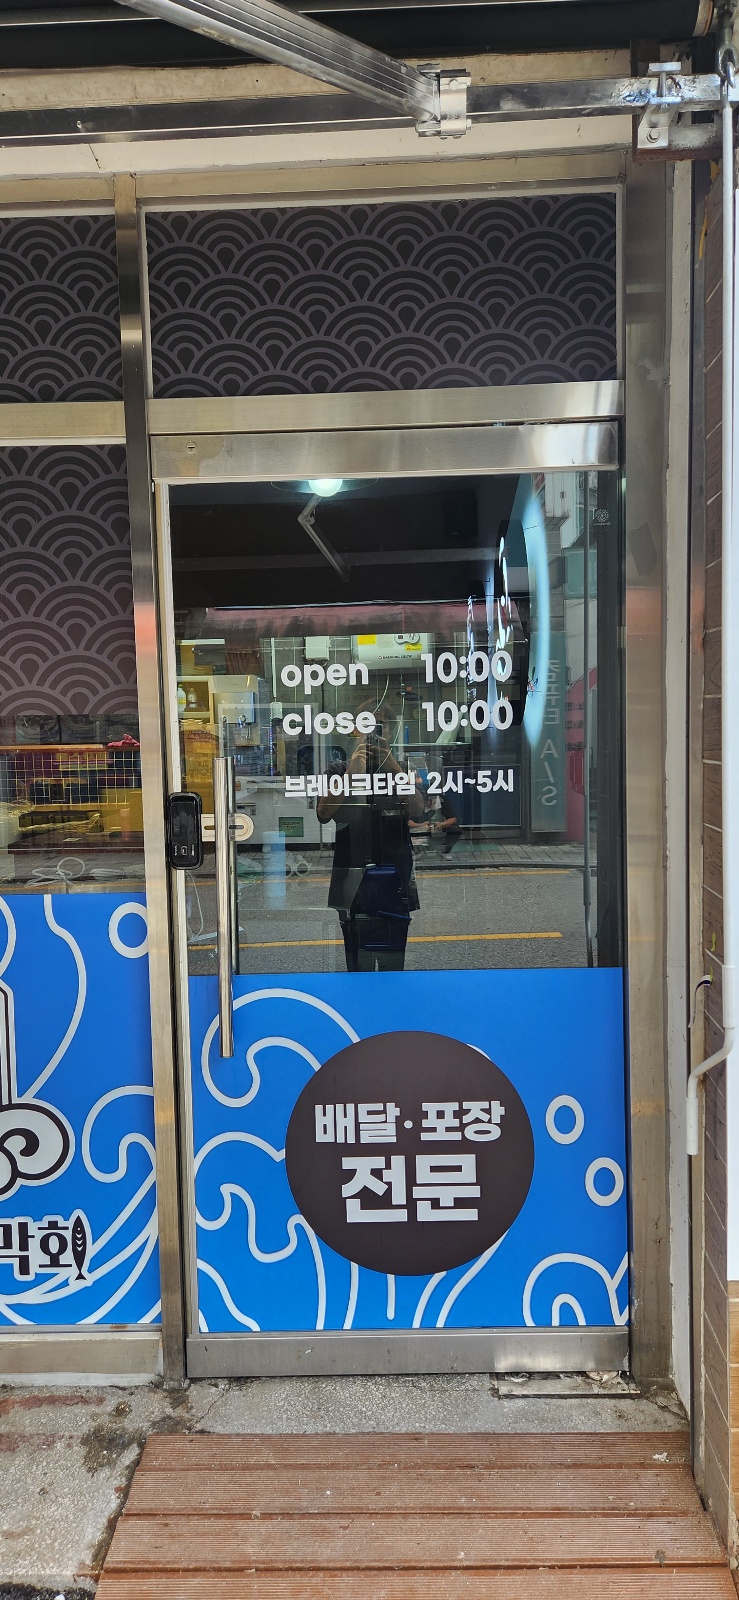 open 10:00
close 10:00
브레이크타임 2시~5시
배달·포장
전문
막회